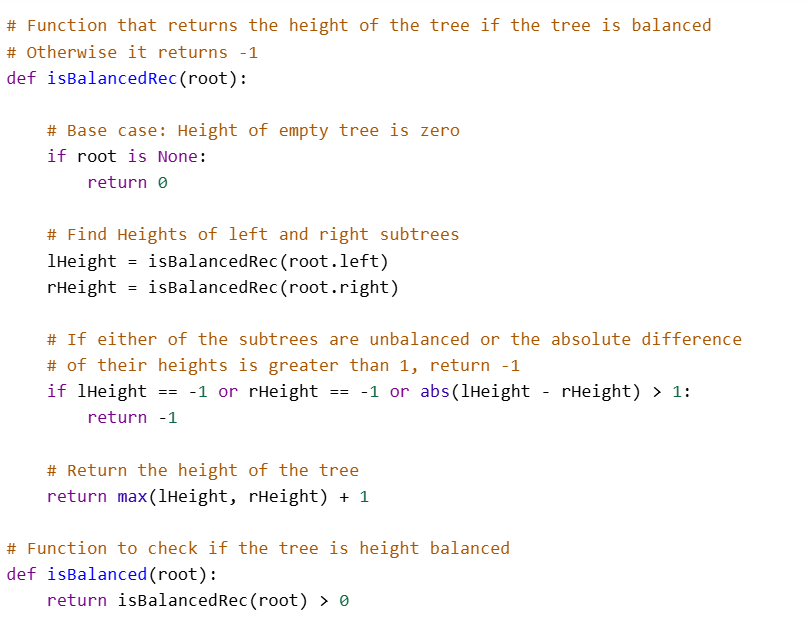 # Function that returns the height of the tree if the tree is balanced
# Otherwise it returns -1
def isBalancedRec(root):
    # Base case: Height of empty tree is zero
    if root is None:
        return 0
    # Find Heights of left and right subtrees
    lHeight = isBalancedRec(root.left)
    rHeight = isBalancedRec(root.right)
    # If either of the subtrees are unbalanced or the absolute difference
    # of their heights is greater than 1, return -1
    if lHeight == -1 or rHeight == -1 or abs(lHeight - rHeight) > 1:
        return -1
    # Return the height of the tree
    return max(lHeight, rHeight) + 1
# Function to check if the tree is height balanced
def isBalanced(root):
    return isBalancedRec(root) > 0